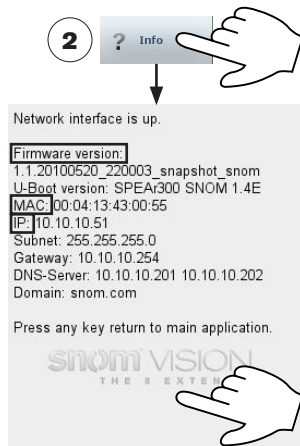 2
? Info
Network interface is up.
Firmware version:
1.1.20100520_220003_snapshot_snom
U-Boot version: SPEAr300 SNOM 1.4E
MAC: 00:04:13:43:00:55
IP: 10.10.10.51
Subnet: 255.255.255.0
Gateway: 10.10.10.254
DNS-Server: 10.10.10.201 10.10.10.202
Domain: snom.com
Press any key return to main application.
snom VISION
THE 8 EXTEN